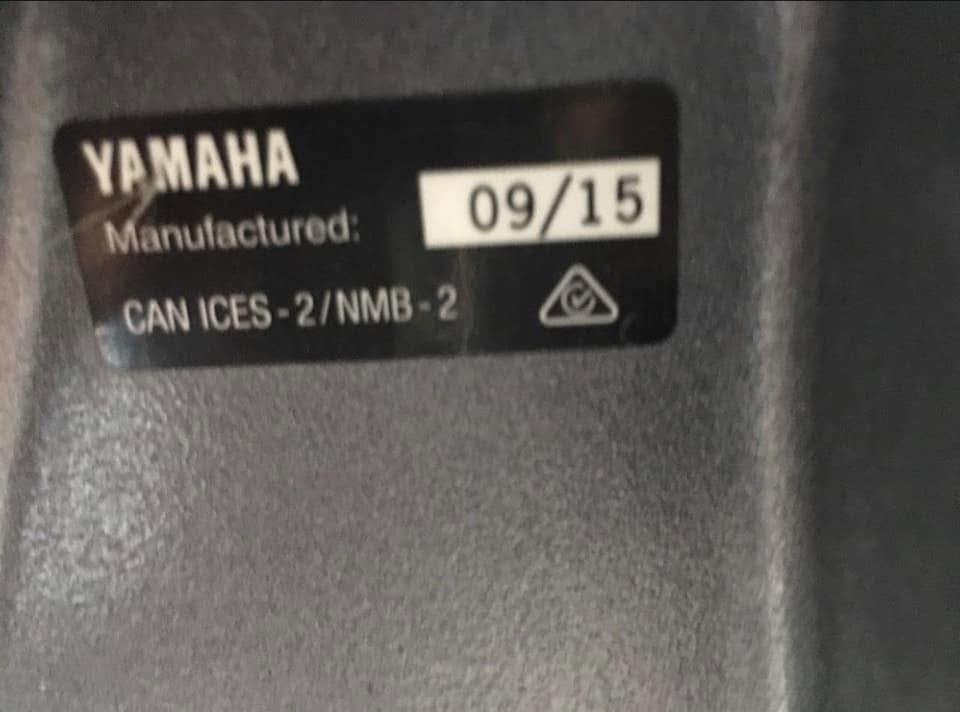 YAMAHA
Manufactured: 09/15
CAN ICES-2/NMB-2